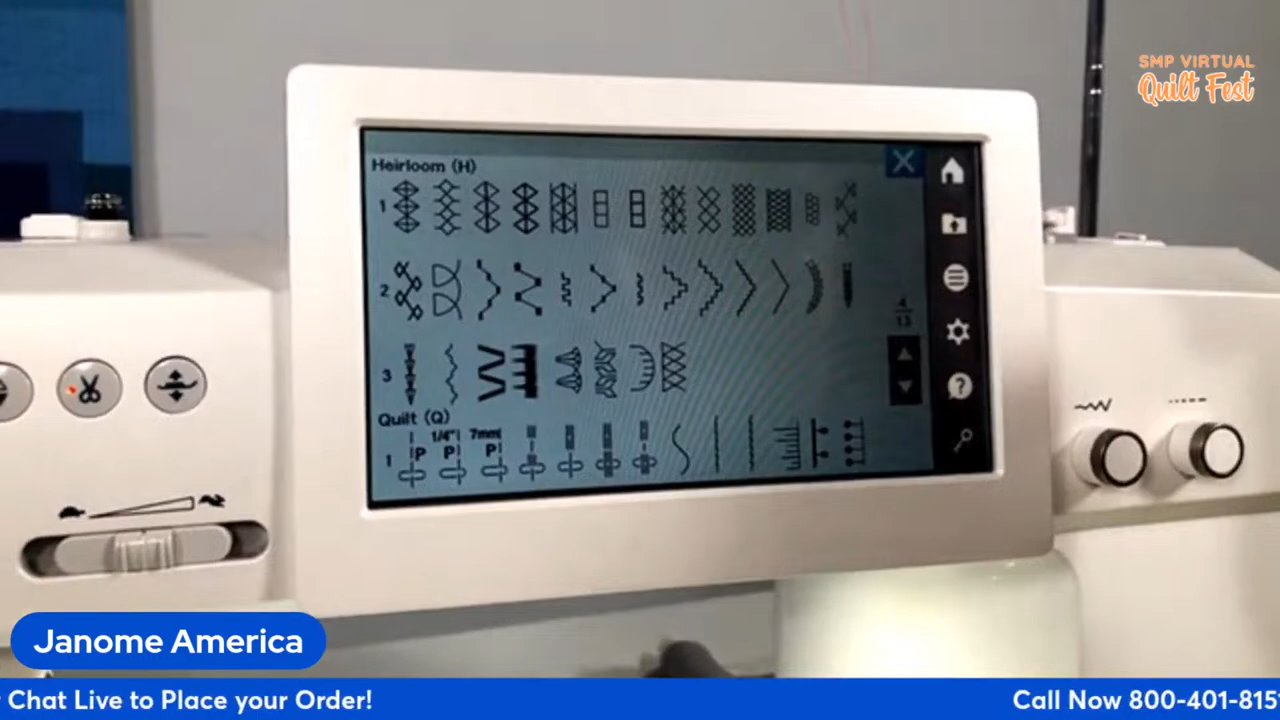 SMP VIRTUAL
Quilt Fest
Heirloom (H)
1
2
4
13
3
Quilt (Q)
1/4"
7mm
P
P
P
1
Janome America
Chat Live to Place your Order!
Call Now 800-401-815